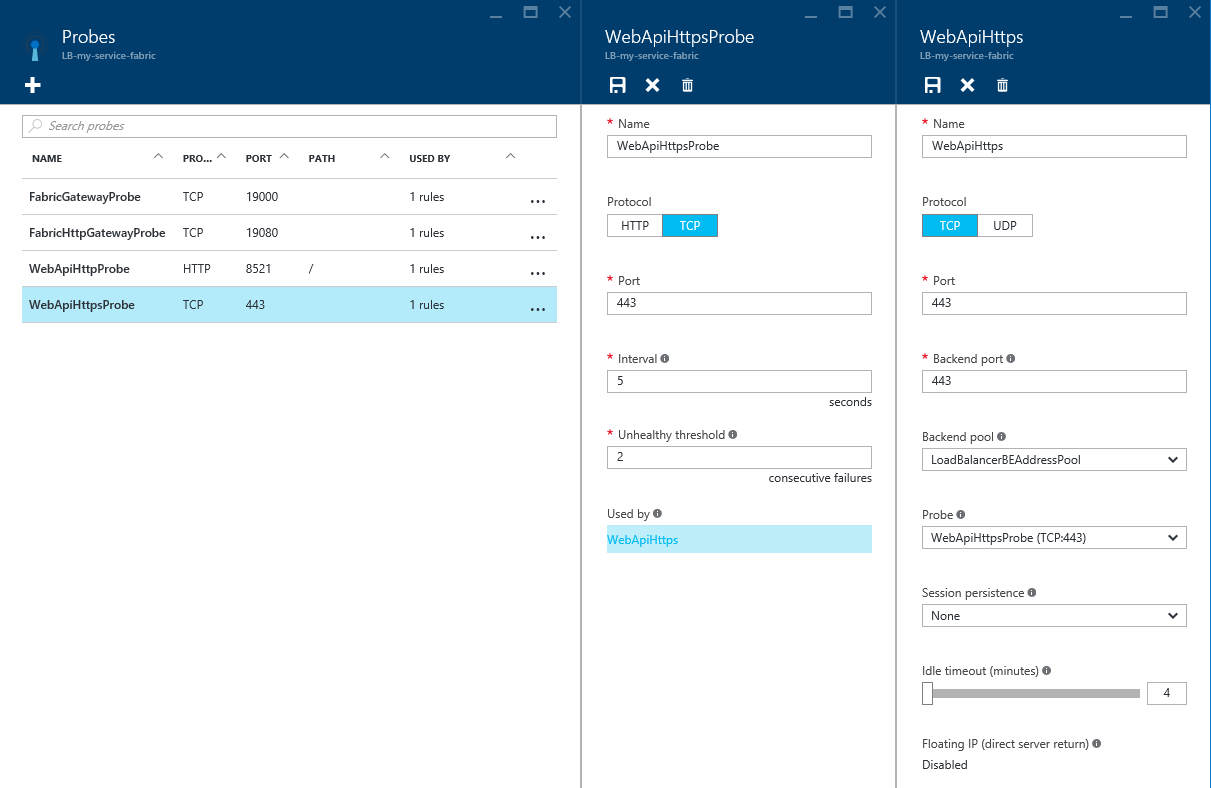 Probes
LB-my-service-fabric
Search probes
NAME PRO... PORT PATH USED BY
FabricGatewayProbe TCP 19000 1 rules ...
FabricHttpGatewayProbe TCP 19080 1 rules ...
WebApiHttpProbe HTTP 8521 / 1 rules ...
WebApiHttpsProbe TCP 443 1 rules ...
WebApiHttpsProbe
LB-my-service-fabric
* Name
WebApiHttpsProbe
Protocol
HTTP TCP
* Port
443
* Interval
5
seconds
* Unhealthy threshold
2
consecutive failures
Used by
WebApiHttps
WebApiHttps
LB-my-service-fabric
* Name
WebApiHttps
Protocol
TCP UDP
* Port
443
* Backend port
443
Backend pool
LoadBalancerBEAddressPool
Probe
WebApiHttpsProbe (TCP:443)
Session persistence
None
Idle timeout (minutes)
4
Floating IP (direct server return)
Disabled